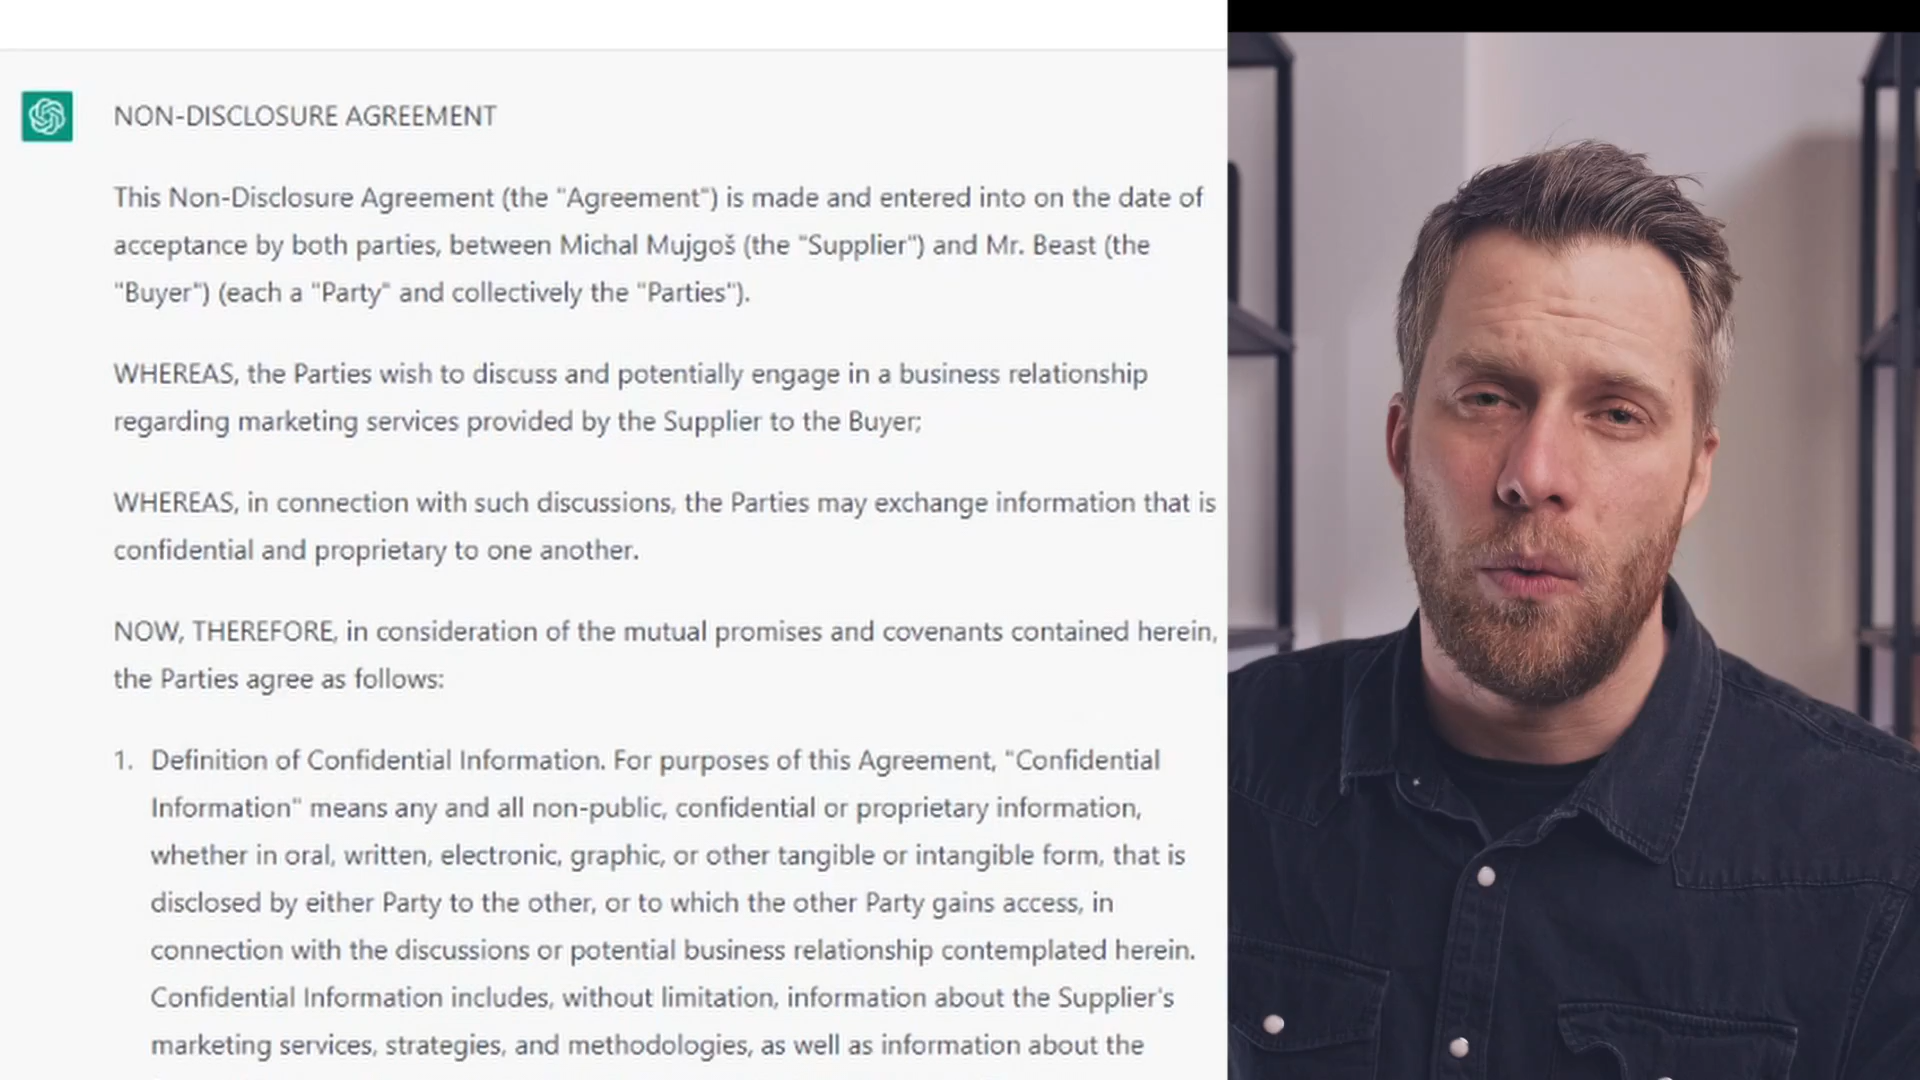 NON-DISCLOSURE AGREEMENT
This Non-Disclosure Agreement (the "Agreement") is made and entered into on the date of
acceptance by both parties, between Michal Mujgoš (the "Supplier") and Mr. Beast (the
"Buyer") (each a "Party" and collectively the "Parties").
WHEREAS, the Parties wish to discuss and potentially engage in a business relationship
regarding marketing services provided by the Supplier to the Buyer;
WHEREAS, in connection with such discussions, the Parties may exchange information that is
confidential and proprietary to one another.
NOW, THEREFORE, in consideration of the mutual promises and covenants contained herein,
the Parties agree as follows:
1. Definition of Confidential Information. For purposes of this Agreement, "Confidential
Information" means any and all non-public, confidential or proprietary information,
whether in oral, written, electronic, graphic, or other tangible or intangible form, that is
disclosed by either Party to the other, or to which the other Party gains access, in
connection with the discussions or potential business relationship contemplated herein.
Confidential Information includes, without limitation, information about the Supplier's
marketing services, strategies, and methodologies, as well as information about the